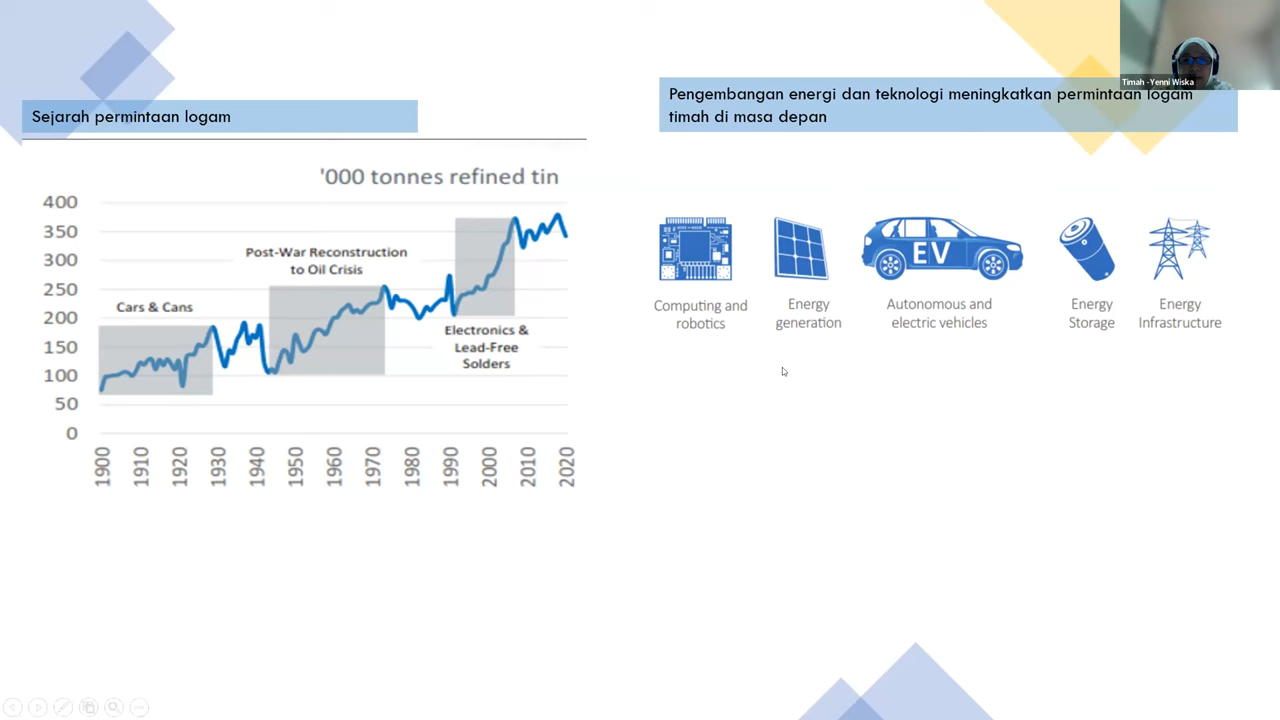 Timah -Yenni Wiska
Sejarah permintaan logam
'000 tonnes refined tin
400
350
300
250
200
150
100
50
0
Cars & Cans
Post-War Reconstruction
to Oil Crisis
Electronics &
Lead-Free
Solders
1900
1910
1920
1930
1940
1950
1960
1970
1980
1990
2000
2010
2020
Pengembangan energi dan teknologi meningkatkan permintaan logam
timah di masa depan
EV
Computing and
robotics
Energy
generation
Autonomous and
electric vehicles
Energy
Storage
Energy
Infrastructure